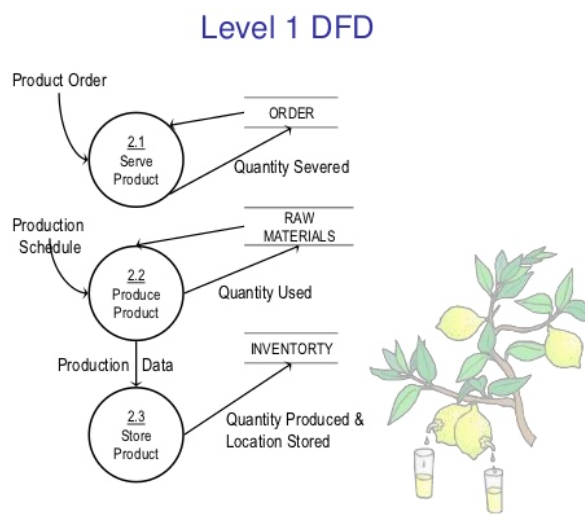 Level 1 DFD
Product Order
ORDER
2.1
Serve
Product
Quantity Severed
Production
Schedule
RAW
MATERIALS
2.2
Produce
Product
Quantity Used
Production Data
INVENTORTY
2.3
Store
Product
Quantity Produced &
Location Stored